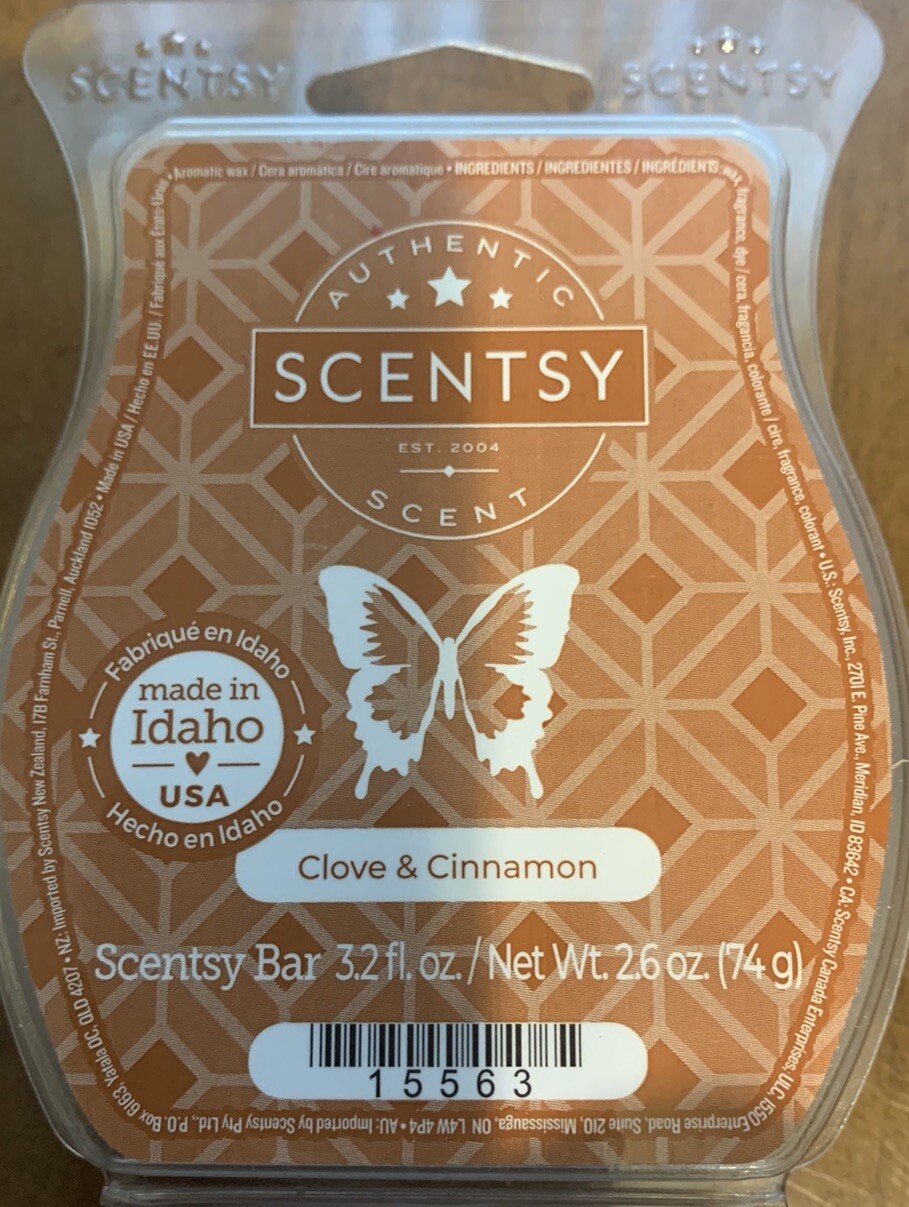 SCENTSY
SCENTSY
Aromatic wax / Cera aromática / Cire aromatique • INGREDIENTS / INGREDIENTES / INGRÉDIENTS: wax, fragrance, dye / cera, fragancia, colorante / cire, fragrance, colorant • U.S.: Scentsy, Inc., 2701 E. Pine Ave., Meridian, ID 83642 • CA: Scentsy Canada Enterprises, ULC, 1550 Enterprise Road, Suite 210, Mississauga, ON L4W 4P4 • AU: Imported by Scentsy Pty Ltd., P.O. Box 6163, Yatala DC, QLD 4207 • NZ: Imported by Scentsy New Zealand, 17B Farnham St., Parnell, Auckland 1052 • Made in USA / Hecho en EE.UU. / Fabriqué aux États-Unis •
AUTHENTIC
SCENTSY
EST. 2004
SCENT
Fabriqué en Idaho
made in
Idaho
USA
Hecho en Idaho
Clove & Cinnamon
Scentsy Bar 3.2 fl. oz. / Net Wt. 2.6 oz. (74 g)
15563